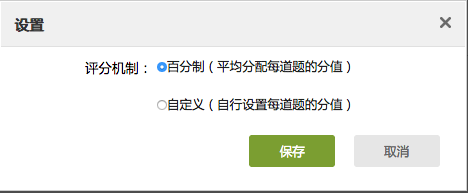 设置
评分机制：百分制（平均分配每道题的分值）
自定义（自行设置每道题的分值）
保存 取消